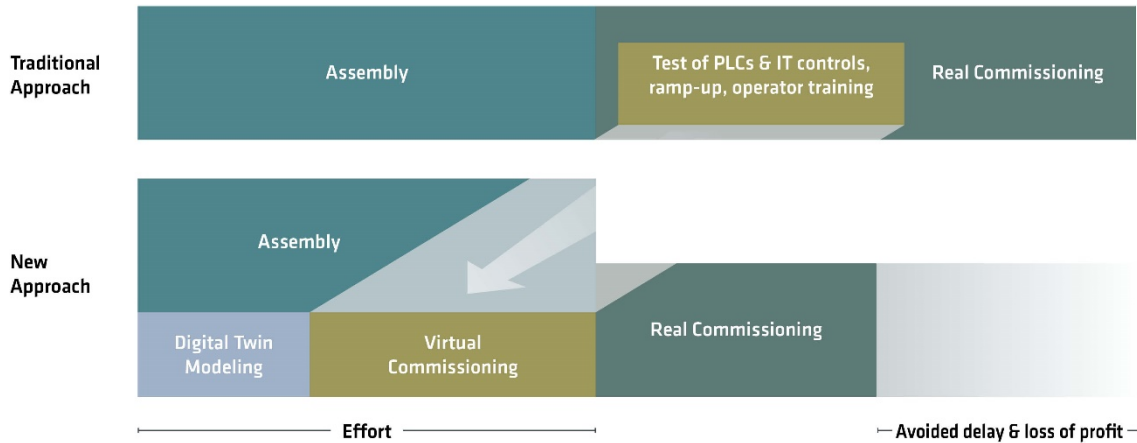 Traditional
Approach
Assembly
Test of PLCs & IT controls,
ramp-up, operator training
Real Commissioning
New
Approach
Assembly
Digital Twin
Modeling
Virtual
Commissioning
Real Commissioning
Effort
Avoided delay & loss of profit